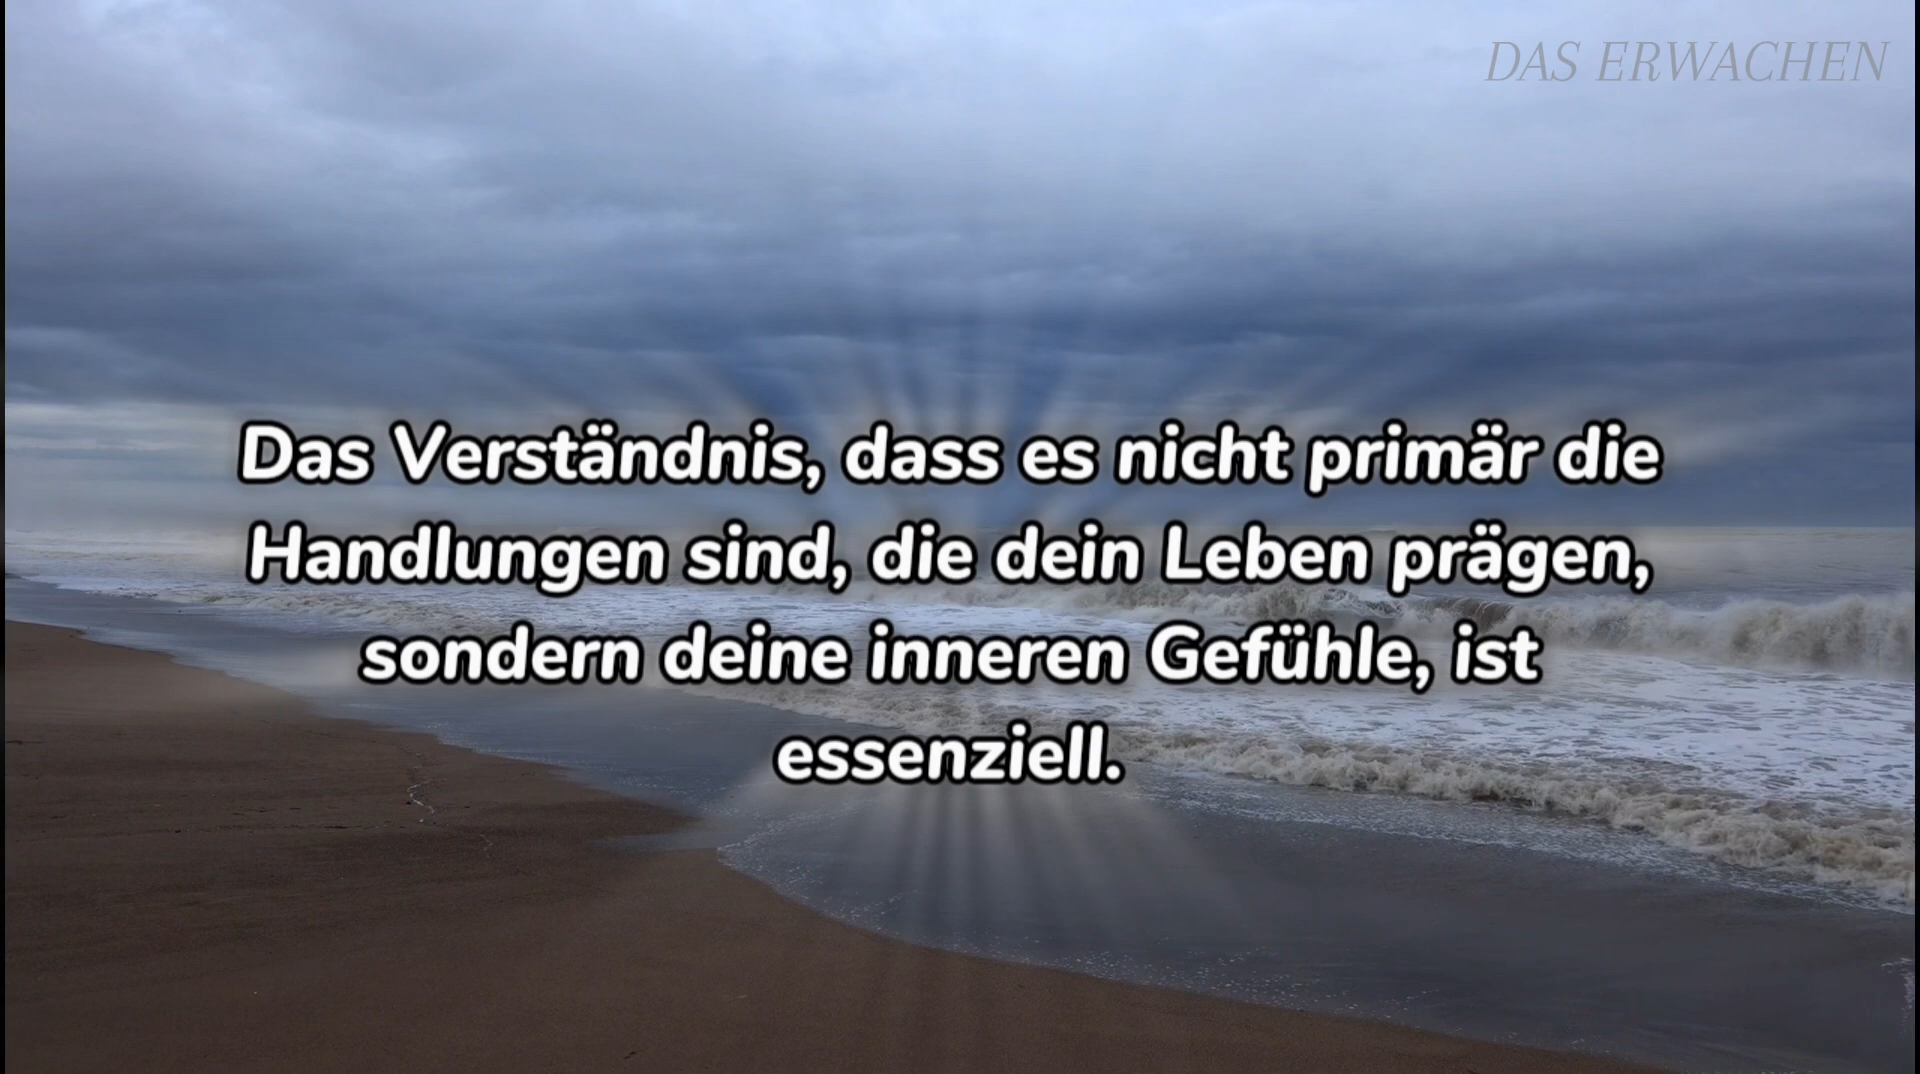 DAS ERWACHEN
Das Verständnis, dass es nicht primär die
Handlungen sind, die dein Leben prägen,
sondern deine inneren Gefühle, ist
essenziell.